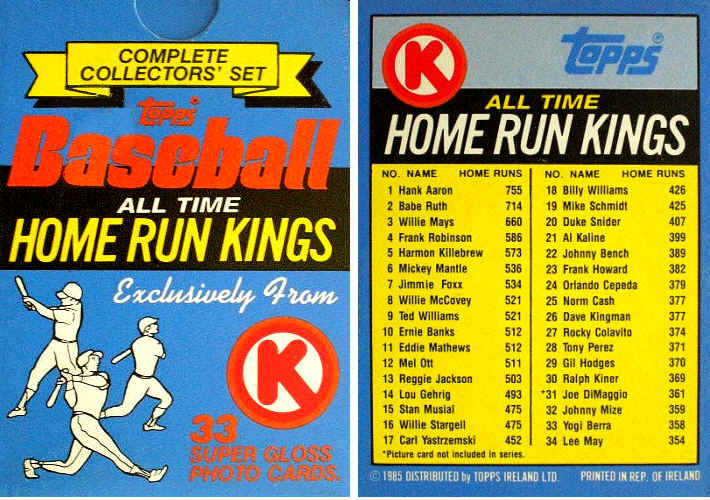 COMPLETE
COLLECTORS' SET
Topps
Baseball
ALL TIME
HOME RUN KINGS
Exclusively From
K
33
SUPER GLOSS
PHOTO CARDS.
K
Topps
ALL TIME
HOME RUN KINGS
NO. NAME HOME RUNS
1 Hank Aaron 755
2 Babe Ruth 714
3 Willie Mays 660
4 Frank Robinson 586
5 Harmon Killebrew 573
6 Mickey Mantle 536
7 Jimmie Foxx 534
8 Willie McCovey 521
9 Ted Williams 521
10 Ernie Banks 512
11 Eddie Mathews 512
12 Mel Ott 511
13 Reggie Jackson 503
14 Lou Gehrig 493
15 Stan Musial 475
16 Willie Stargell 475
17 Carl Yastrzemski 452
*Picture card not included in series.
NO. NAME HOME RUNS
18 Billy Williams 426
19 Mike Schmidt 425
20 Duke Snider 407
21 Al Kaline 399
22 Johnny Bench 389
23 Frank Howard 382
24 Orlando Cepeda 379
25 Norm Cash 377
26 Dave Kingman 377
27 Rocky Colavito 374
28 Tony Perez 371
29 Gil Hodges 370
30 Ralph Kiner 369
*31 Joe DiMaggio 361
32 Johnny Mize 359
33 Yogi Berra 358
34 Lee May 354
© 1985 DISTRIBUTED by TOPPS IRELAND LTD. PRINTED IN REP. OF IRELAND